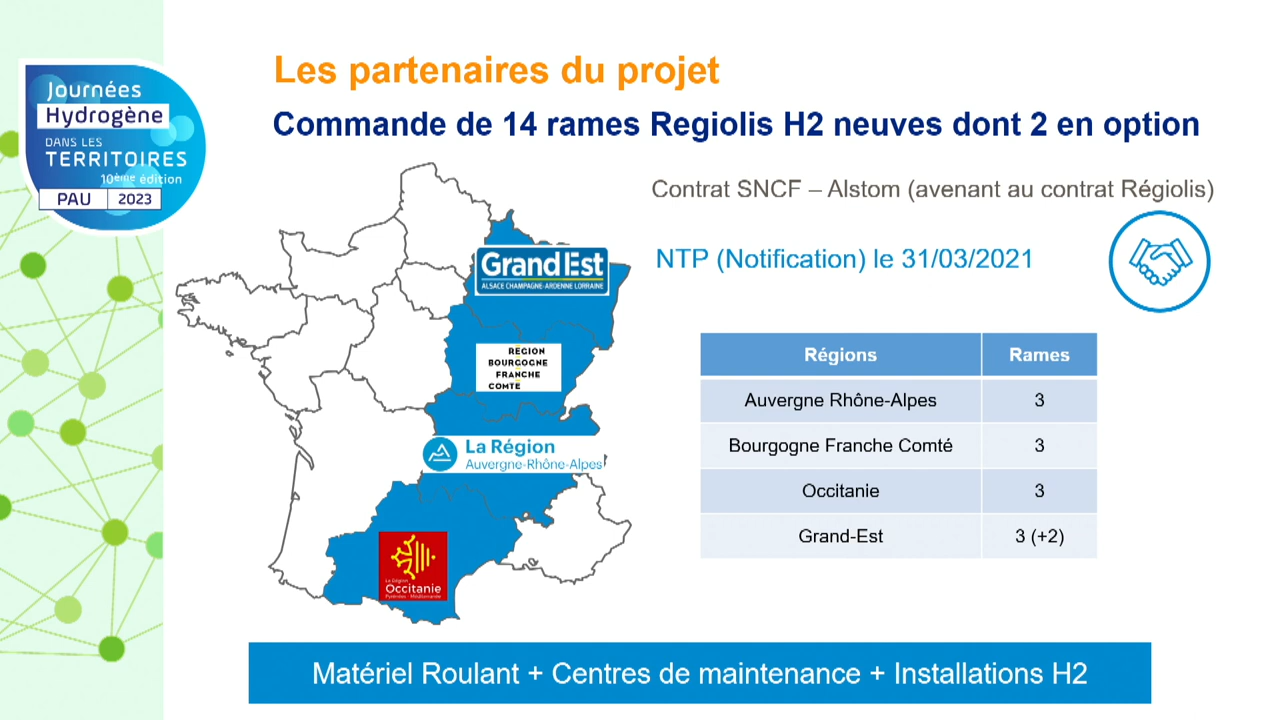 Journées
Hydrogène
DANS LES
TERRITOIRES
10ème édition
PAU 2023
Les partenaires du projet
Commande de 14 rames Regiolis H2 neuves dont 2 en option
Contrat SNCF – Alstom (avenant au contrat Régiolis)
NTP (Notification) le 31/03/2021
Grand Est
ALSACE CHAMPAGNE-ARDENNE LORRAINE
REGION
BOURGOGNE
FRANCHE
COMTE
La Région
Auvergne-Rhône-Alpes
La Région
Occitanie
Pyrénées - Méditerranée
Régions Rames
Auvergne Rhône-Alpes 3
Bourgogne Franche Comté 3
Occitanie 3
Grand-Est 3 (+2)
Matériel Roulant + Centres de maintenance + Installations H2